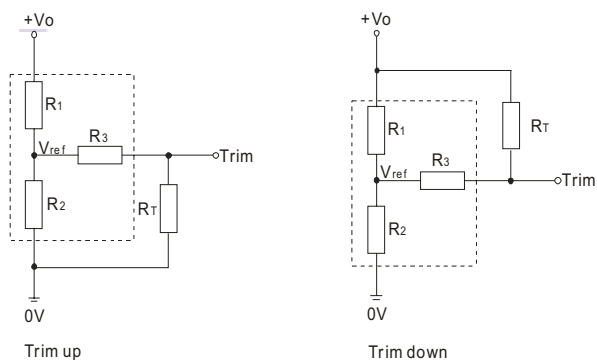 +Vo
R1
Vref
R3
Trim
R2
RT
0V
Trim up
+Vo
R1
RT
Vref
R3
Trim
R2
0V
Trim down